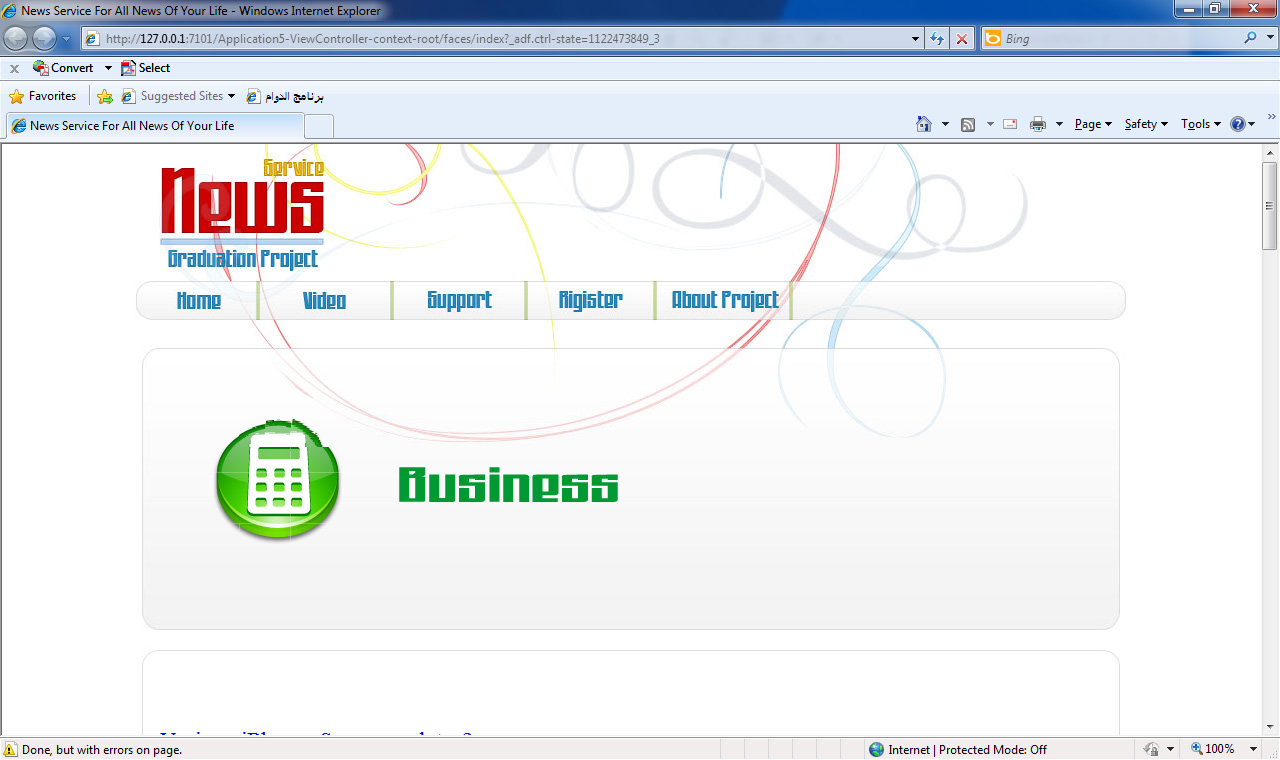 News Service For All News Of Your Life - Windows Internet Explorer
http://127.0.0.1:7101/Application5-ViewController-context-root/faces/index?_adf.ctrl-state=1122473849_3
Bing
x Convert Select
Favorites Suggested Sites برنامج الدوام
News Service For All News Of Your Life
Page Safety Tools
Service
News
Graduation Project
Home Video Support Rigister About Project
Business
Done, but with errors on page.
Internet | Protected Mode: Off
100%